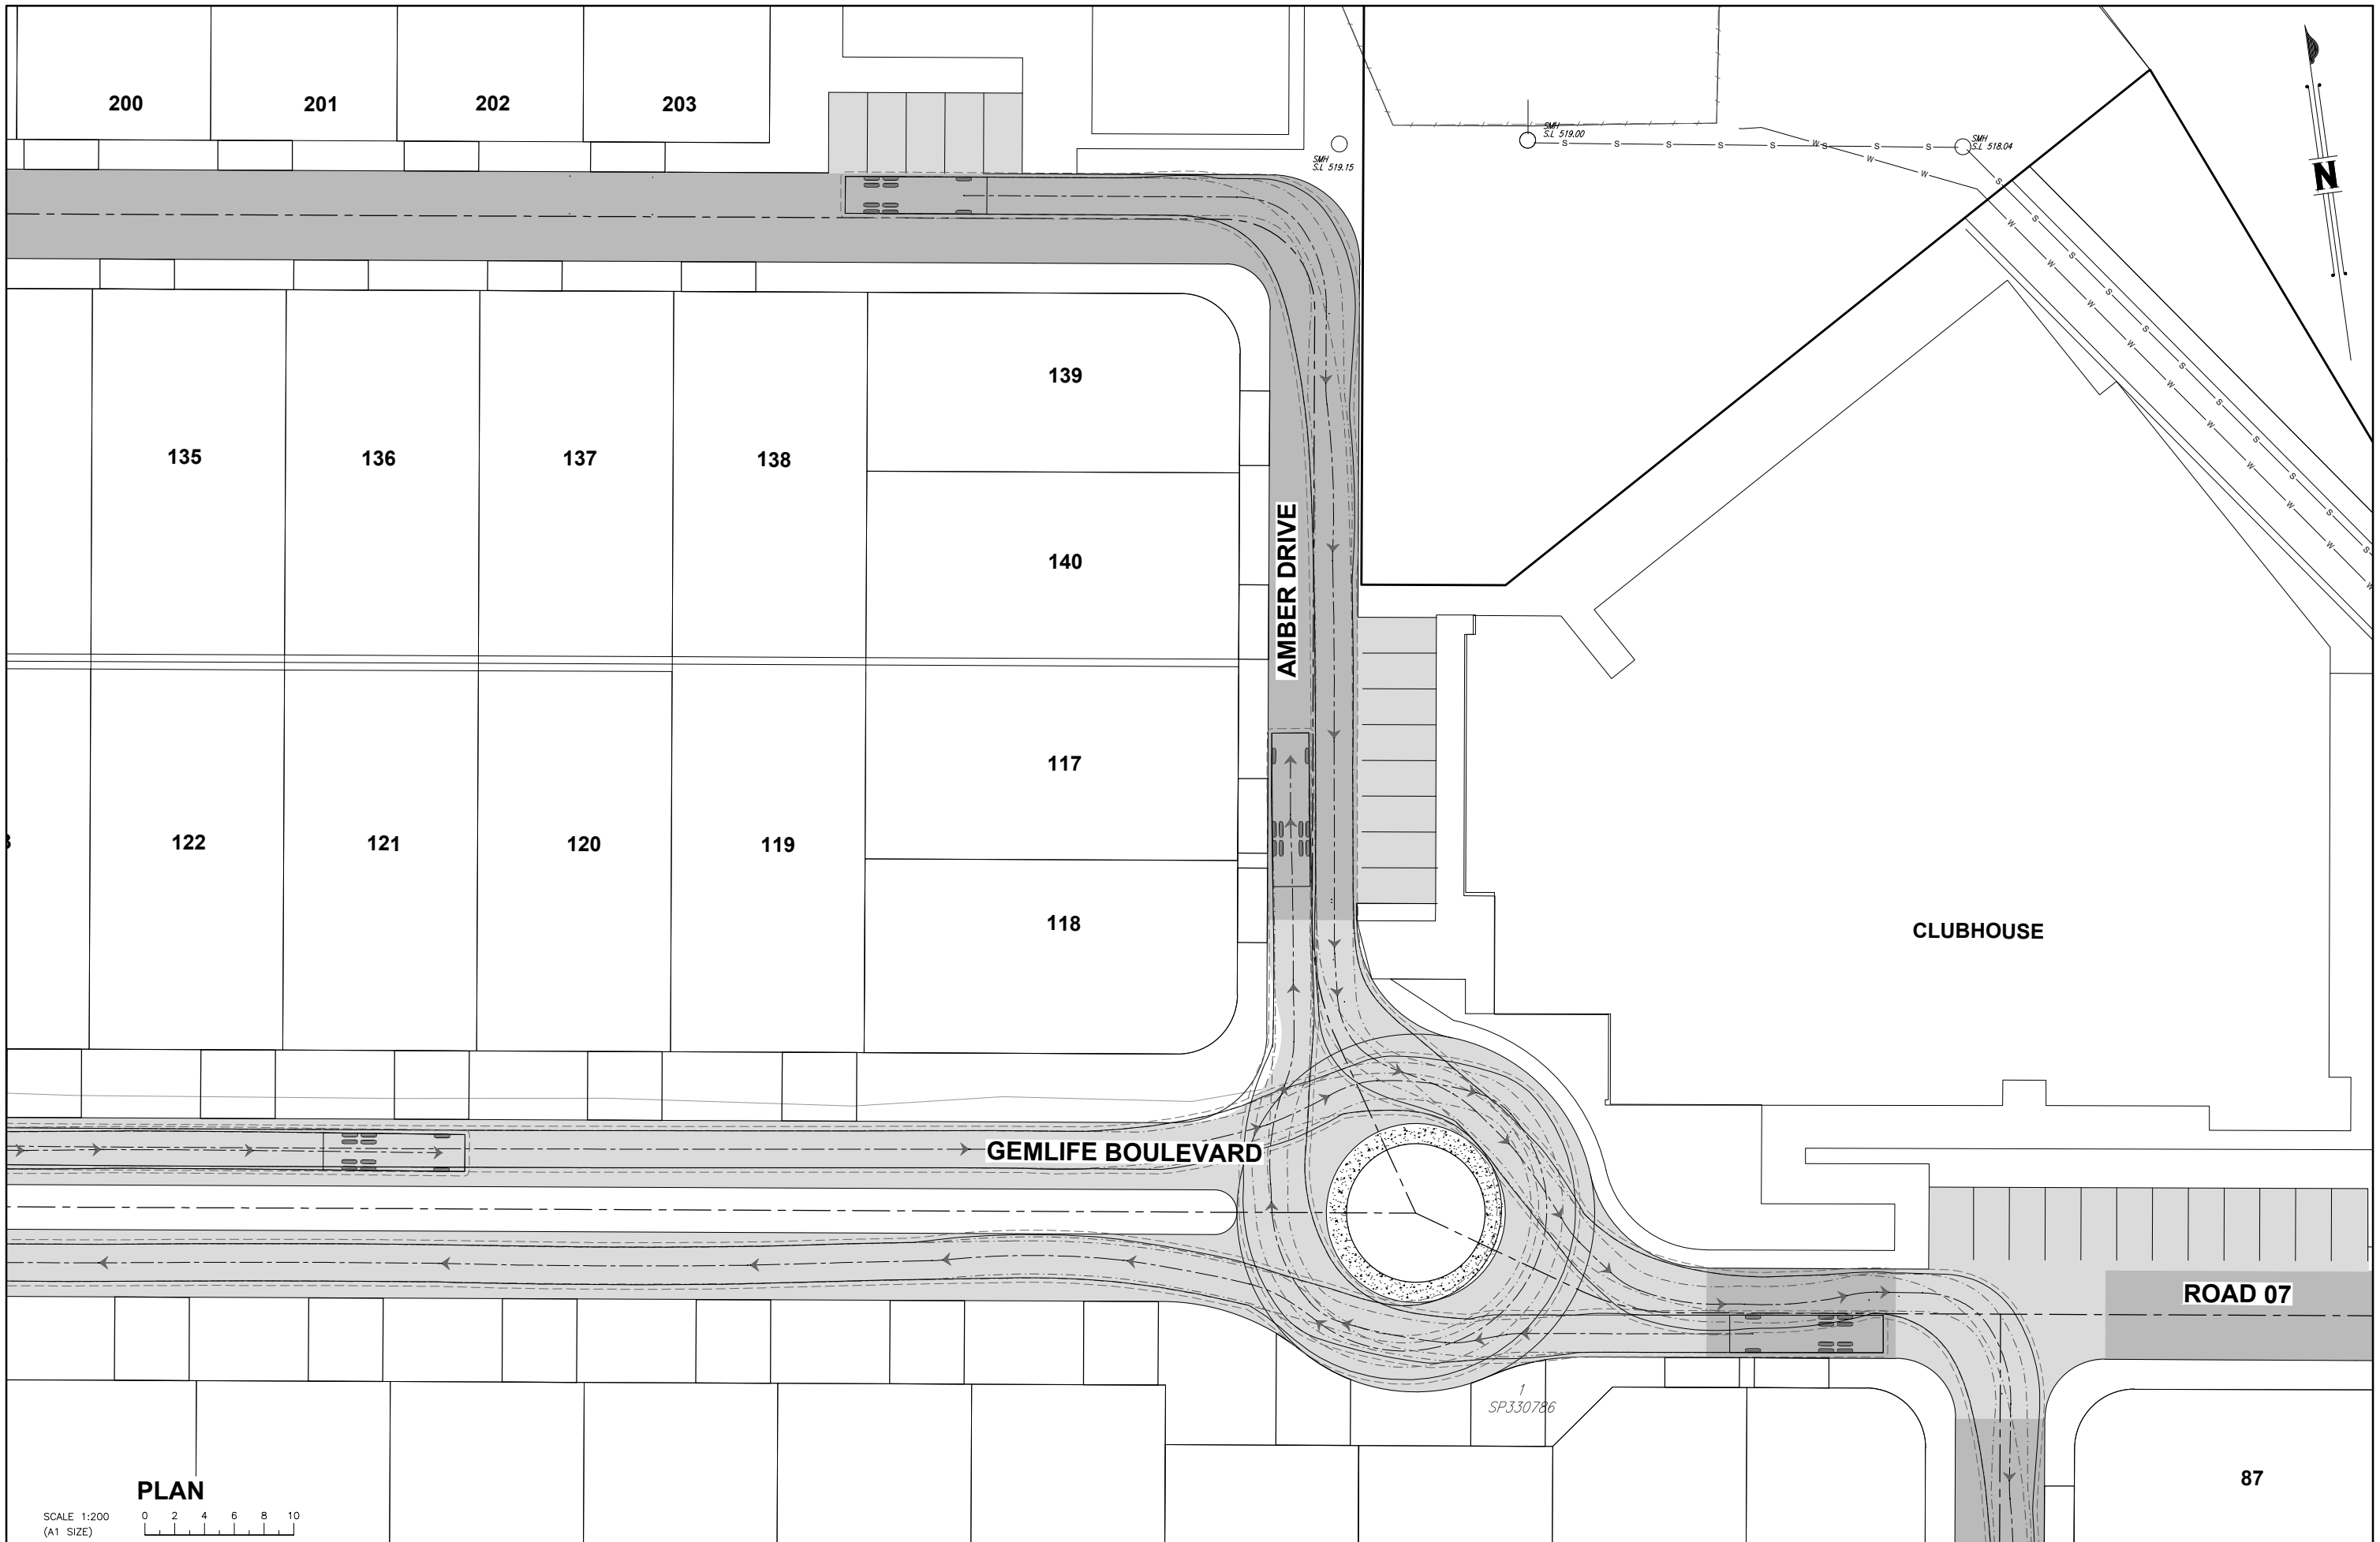 200
201
202
203
SMH
S.L 519.15
SMH
S.L 519.00
SMH
S.L 518.04
N
S S S S S S S S
W W W
S S S S S S S S S S
W W W W W W W W W W
135
136
137
138
139
140
AMBER DRIVE
117
122
121
120
119
118
CLUBHOUSE
GEMLIFE BOULEVARD
ROAD 07
1
SP330786
87
PLAN
SCALE 1:200
(A1 SIZE)
0 2 4 6 8 10